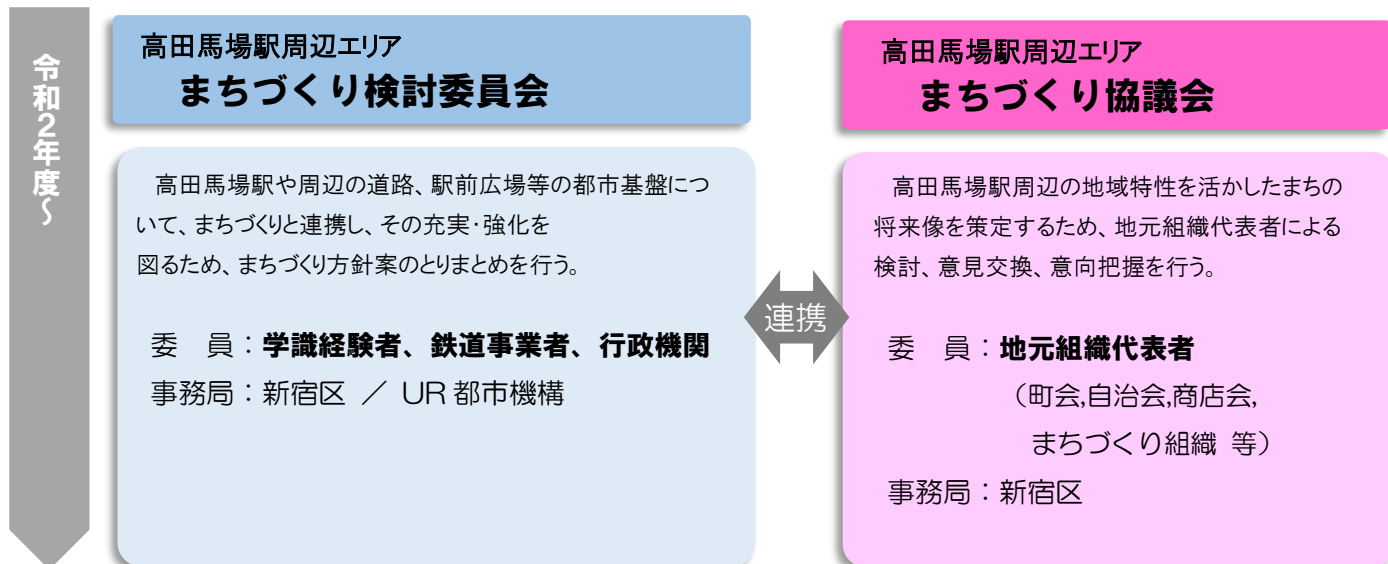 令和２年度～
高田馬場駅周辺エリア
まちづくり検討委員会
高田馬場駅や周辺の道路、駅前広場等の都市基盤につ
いて、まちづくりと連携し、その充実・強化を
図るため、まちづくり方針案のとりまとめを行う。
委　員：学識経験者、鉄道事業者、行政機関
事務局：新宿区 ／ UR都市機構
連携
高田馬場駅周辺エリア
まちづくり協議会
高田馬場駅周辺の地域特性を活かしたまちの
将来像を策定するため、地元組織代表者による
検討、意見交換、意向把握を行う。
委　員：地元組織代表者
（町会,自治会,商店会,
まちづくり組織 等）
事務局：新宿区